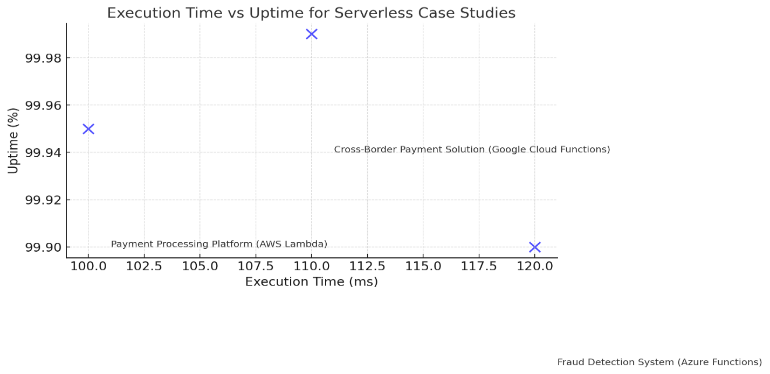 Execution Time vs Uptime for Serverless Case Studies
99.98
99.96
Uptime (%)
99.94
Cross-Border Payment Solution (Google Cloud Functions)
99.92
99.90
Payment Processing Platform (AWS Lambda)
100.0 102.5 105.0 107.5 110.0 112.5 115.0 117.5 120.0
Execution Time (ms)
Fraud Detection System (Azure Functions)